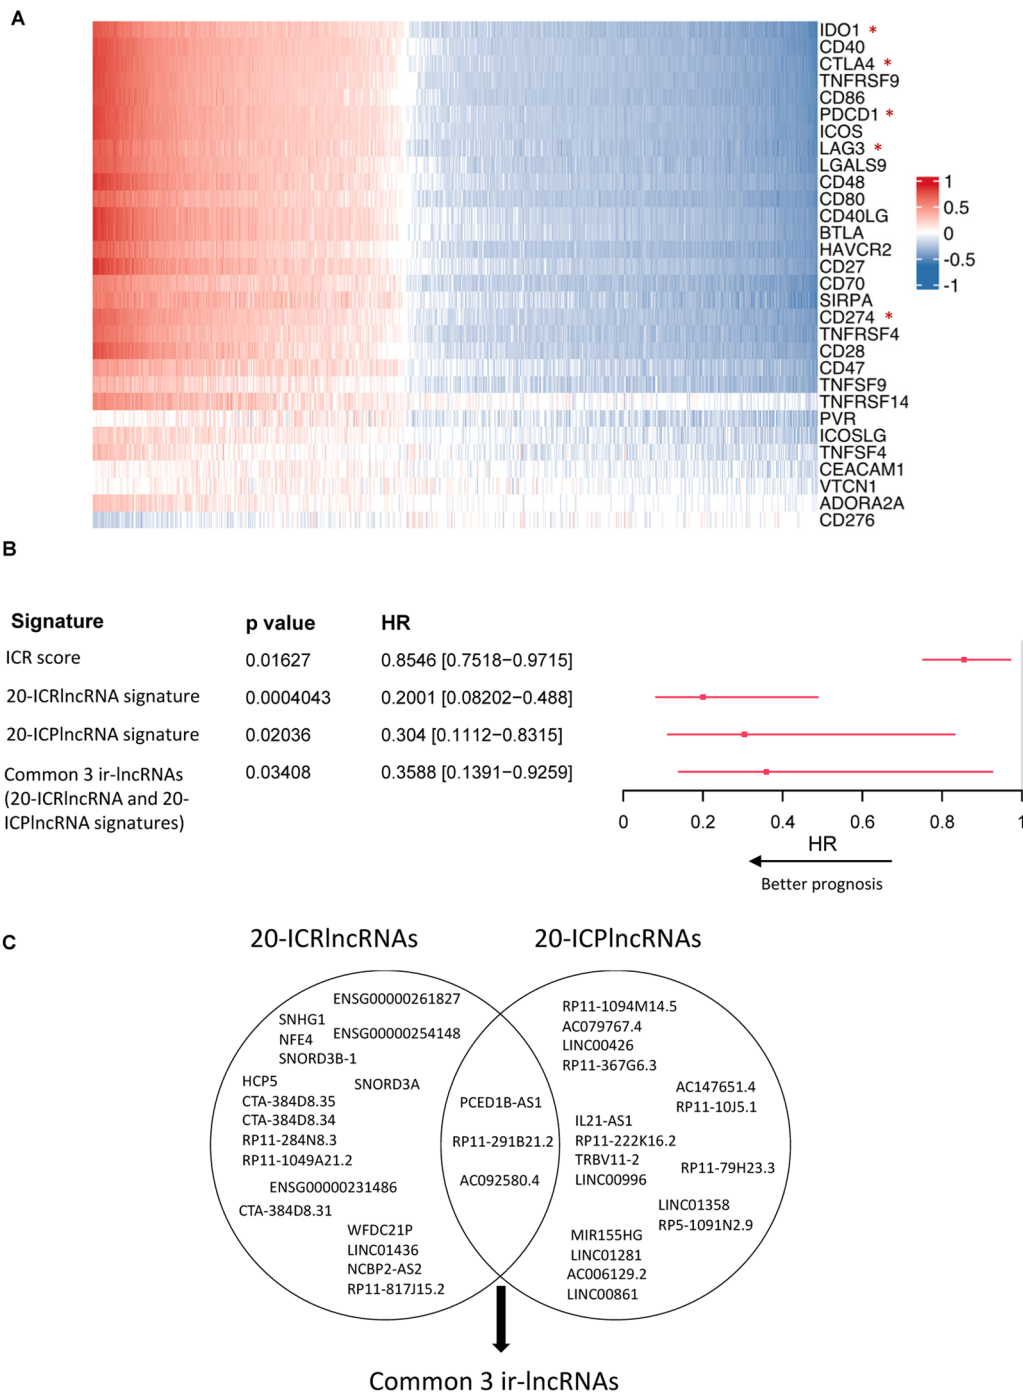 A
IDO1 *
CD40
CTLA4 *
TNFRSF9
CD86
PDCD1 *
ICOS
LAG3 *
LGALS9
CD48
CD80
CD40LG
BTLA
HAVCR2
CD27
CD70
SIRPA
CD274 *
TNFRSF4
CD28
CD47
TNFSF9
TNFRSF14
PVR
ICOSLG
TNFSF4
CEACAM1
VTCN1
ADORA2A
CD276
1
0.5
0
-0.5
-1
B
Signature p value HR
ICR score 0.01627 0.8546 [0.7518−0.9715]
20-ICRlncRNA signature 0.0004043 0.2001 [0.08202−0.488]
20-ICPlncRNA signature 0.02036 0.304 [0.1112−0.8315]
Common 3 ir-lncRNAs 0.03408 0.3588 [0.1391−0.9259]
(20-ICRlncRNA and 20-
ICPlncRNA signatures)
0 0.2 0.4 0.6 0.8 1
HR
Better prognosis
C
20-ICRlncRNAs
20-ICPlncRNAs
ENSG00000261827
SNHG1
NFE4
ENSG00000254148
SNORD3B-1
HCP5
SNORD3A
CTA-384D8.35
CTA-384D8.34
RP11-284N8.3
RP11-1049A21.2
ENSG00000231486
CTA-384D8.31
WFDC21P
LINC01436
NCBP2-AS2
RP11-817J15.2
PCED1B-AS1
RP11-291B21.2
AC092580.4
RP11-1094M14.5
AC079767.4
LINC00426
RP11-367G6.3
AC147651.4
RP11-10J5.1
IL21-AS1
RP11-222K16.2
TRBV11-2
LINC00996
RP11-79H23.3
LINC01358
RP5-1091N2.9
MIR155HG
LINC01281
AC006129.2
LINC00861
Common 3 ir-lncRNAs